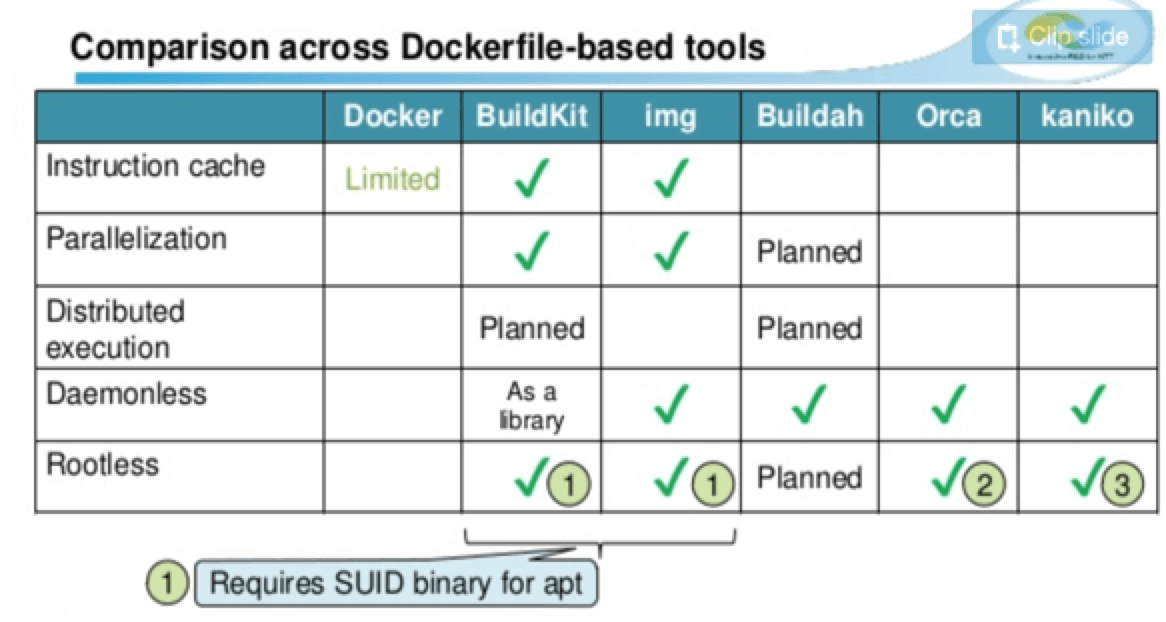 Comparison across Dockerfile-based tools
Clip slide
Docker BuildKit img Buildah Orca kaniko
Instruction cache Limited ✓ ✓
Parallelization ✓ ✓ Planned
Distributed
execution Planned Planned
Daemonless As a
library ✓ ✓ ✓ ✓
Rootless ✓ 1 ✓ 1 Planned ✓ 2 ✓ 3
1 Requires SUID binary for apt